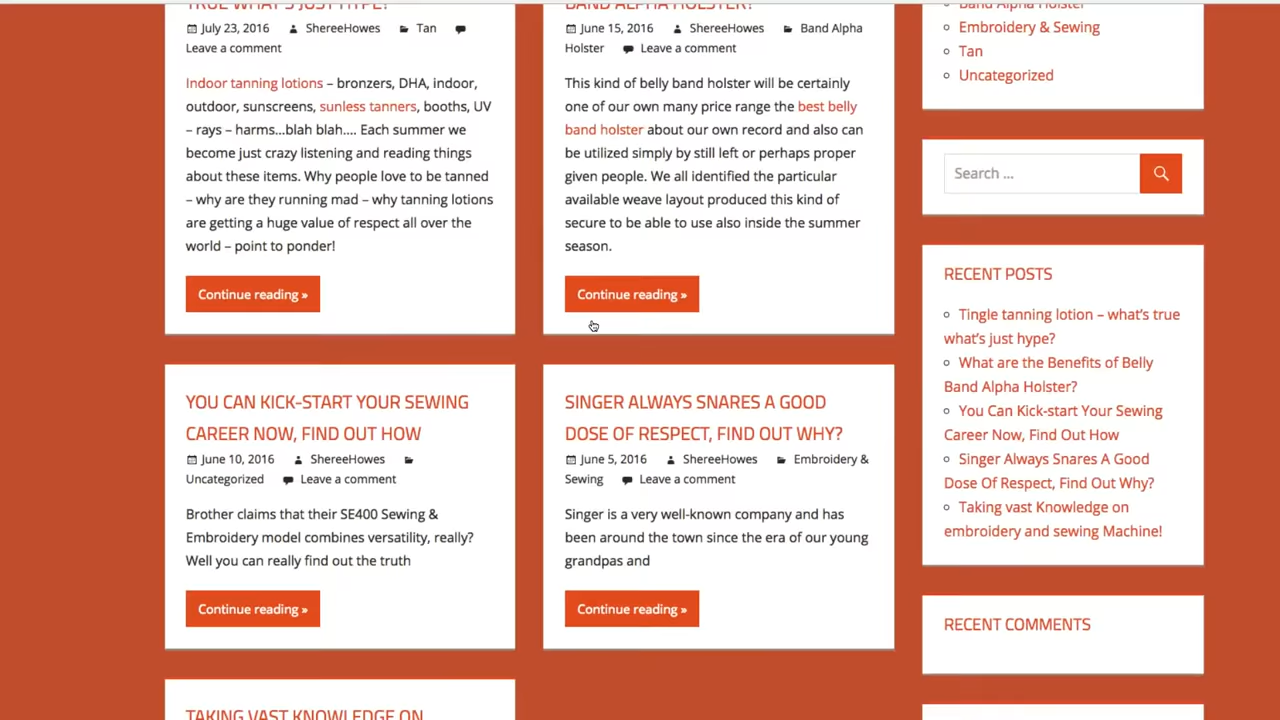 TRUE WHAT'S JUST HYPE?
July 23, 2016 ShereeHowes Tan
Leave a comment
Indoor tanning lotions – bronzers, DHA, indoor,
outdoor, sunscreens, sunless tanners, booths, UV
– rays – harms...blah blah.... Each summer we
become just crazy listening and reading things
about these items. Why people love to be tanned
– why are they running mad – why tanning lotions
are getting a huge value of respect all over the
world – point to ponder!
Continue reading »
BAND ALPHA HOLSTER?
June 15, 2016 ShereeHowes Band Alpha
Holster Leave a comment
This kind of belly band holster will be certainly
one of our own many price range the best belly
band holster about our own record and also can
be utilized simply by still left or perhaps proper
given people. We all identified the particular
available weave layout produced this kind of
secure to be able to use also inside the summer
season.
Continue reading »
YOU CAN KICK-START YOUR SEWING
CAREER NOW, FIND OUT HOW
June 10, 2016 ShereeHowes
Uncategorized Leave a comment
Brother claims that their SE400 Sewing &
Embroidery model combines versatility, really?
Well you can really find out the truth
Continue reading »
SINGER ALWAYS SNARES A GOOD
DOSE OF RESPECT, FIND OUT WHY?
June 5, 2016 ShereeHowes Embroidery &
Sewing Leave a comment
Singer is a very well-known company and has
been around the town since the era of our young
grandpas and
Continue reading »
TAKING VAST KNOWLEDGE ON
Band Alpha Holster
Embroidery & Sewing
Tan
Uncategorized
Search ...
RECENT POSTS
Tingle tanning lotion – what's true
what's just hype?
What are the Benefits of Belly
Band Alpha Holster?
You Can Kick-start Your Sewing
Career Now, Find Out How
Singer Always Snares A Good
Dose Of Respect, Find Out Why?
Taking vast Knowledge on
embroidery and sewing Machine!
RECENT COMMENTS